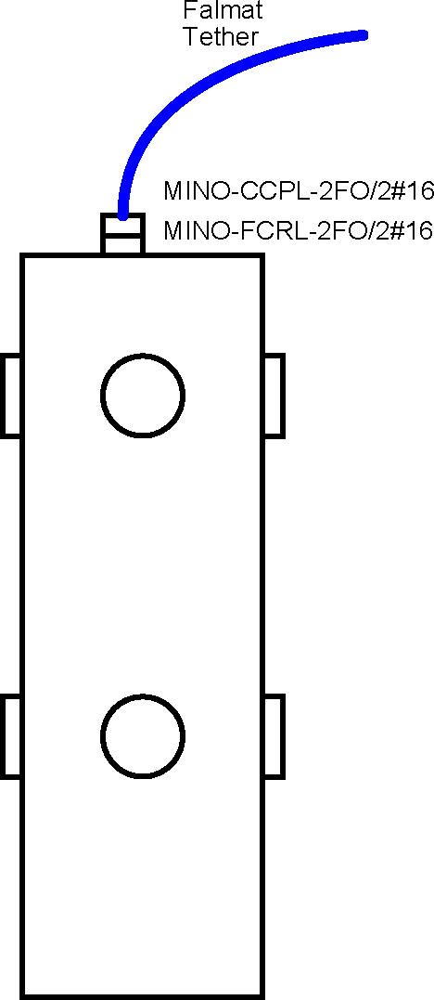 Falmat
Tether
MINO-CCPL-2FO/2#16
MINO-FCRL-2FO/2#16